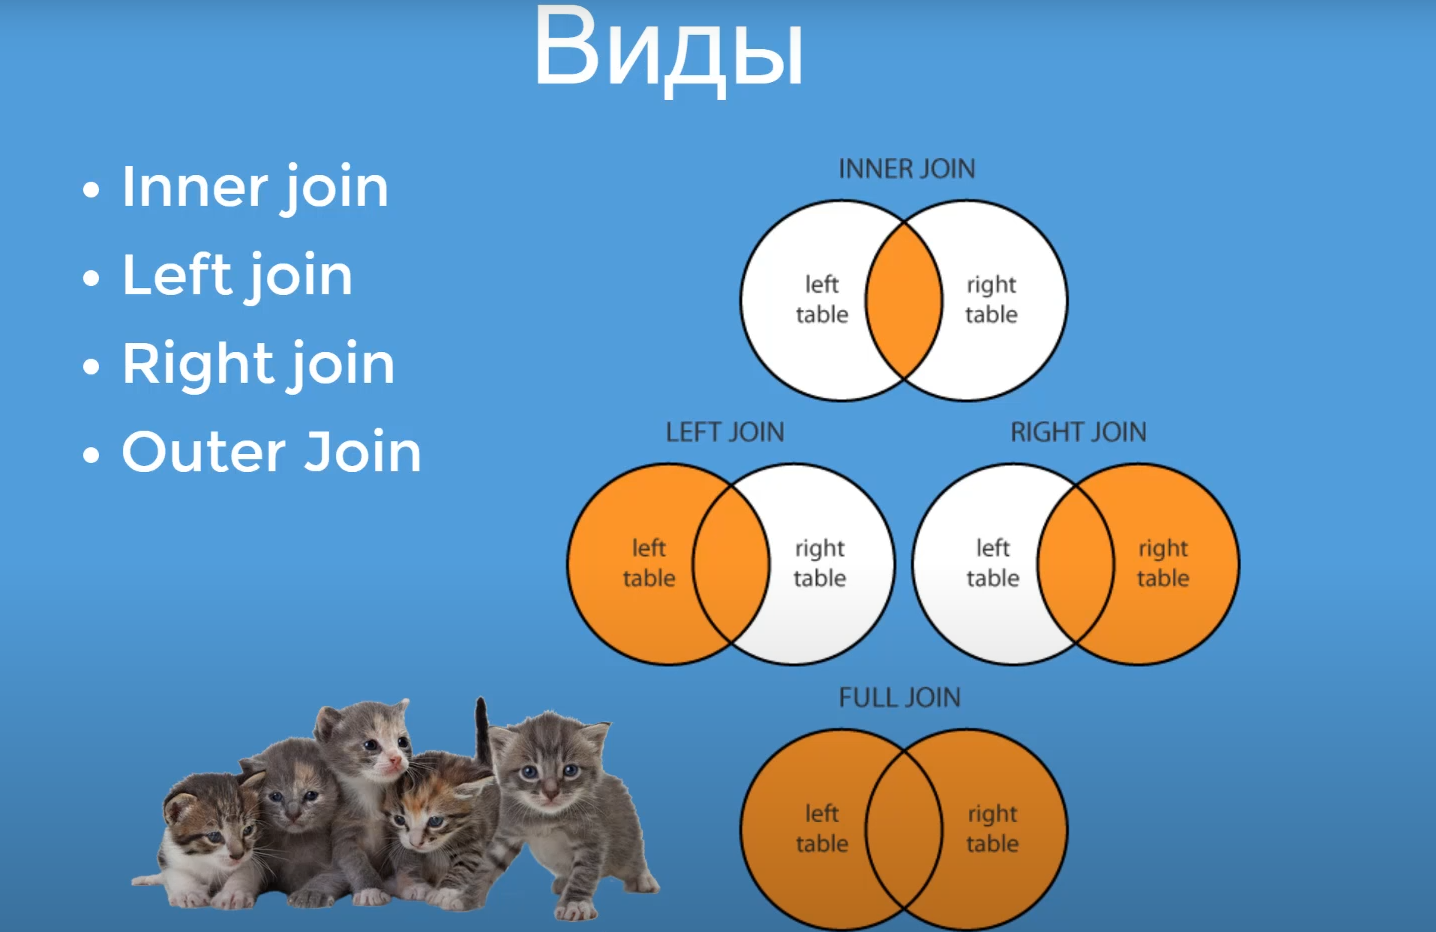 Виды
• Inner join
• Left join
• Right join
• Outer Join
INNER JOIN
left
table
right
table
LEFT JOIN
left
table
right
table
RIGHT JOIN
left
table
right
table
FULL JOIN
left
table
right
table